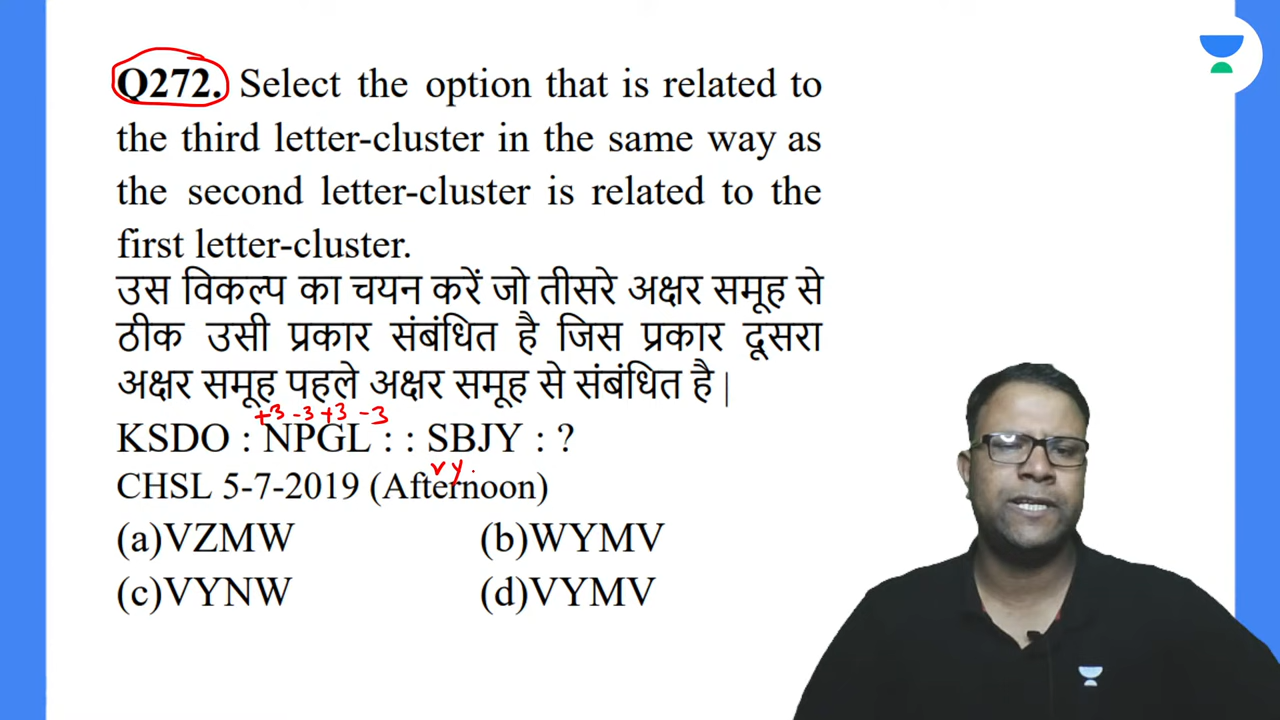 Q272. Select the option that is related to
the third letter-cluster in the same way as
the second letter-cluster is related to the
first letter-cluster.
उस विकल्प का चयन करें जो तीसरे अक्षर समूह से
ठीक उसी प्रकार संबंधित है जिस प्रकार दूसरा
अक्षर समूह पहले अक्षर समूह से संबंधित है |
+3 -3 +3 -3
KSDO : NPGL : : SBJY : ?
v y
CHSL 5-7-2019 (Afternoon)
(a)VZMW (b)WYMV
(c)VYNW (d)VYMV